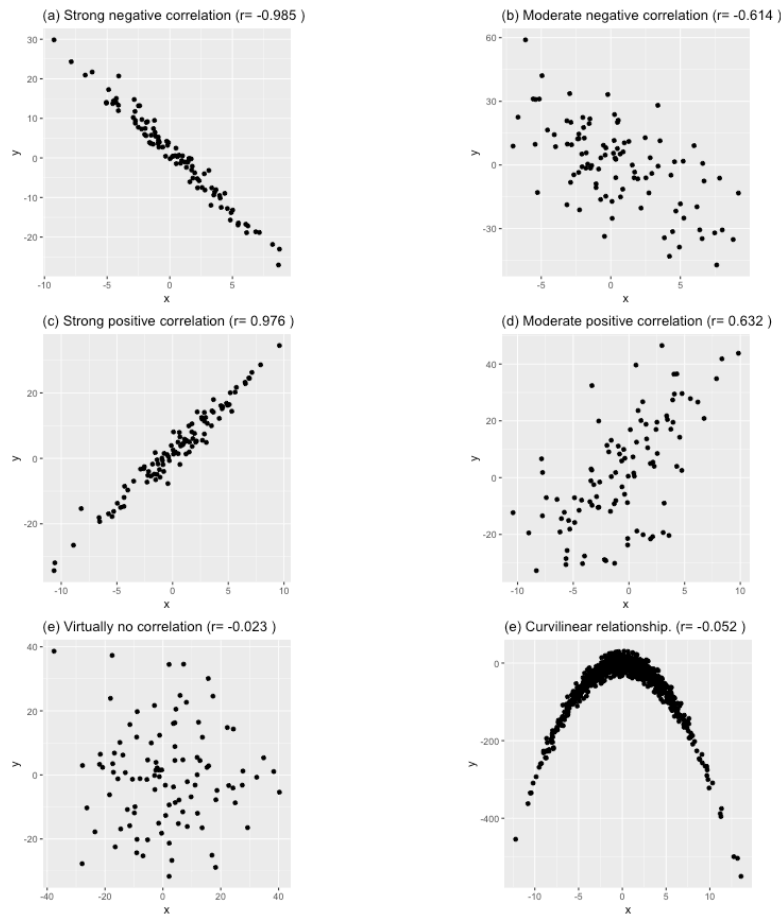 (a) Strong negative correlation (r= -0.985)
30
20
10
0
-10
-20
y
-10
-5
0
5
x
(b) Moderate negative correlation (r= -0.614
60
30
0
-30
y
-5
0
5
x
(c) Strong positive correlation (r= 0.976 )
20
0
-20
y
-10
-5
0
5
10
x
(d) Moderate positive correlation (r= 0.632 )
40
20
0
-20
y
-10
-5
0
5
10
x
(e) Virtually no correlation (r= -0.023 )
40
20
0
-20
y
-40
-20
0
20
40
x
(e) Curvilinear relationship. (r= -0.052 )
0
-200
-400
y
-10
-5
0
5
10
x